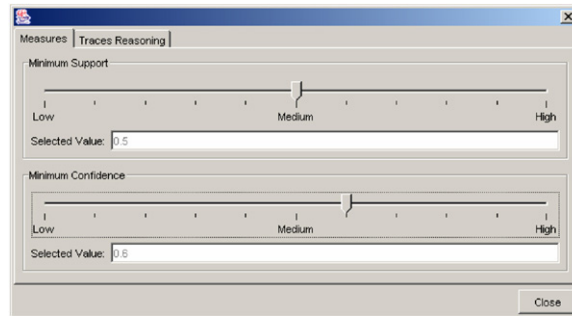 Measures Traces Reasoning
Minimum Support
Low Medium High
Selected Value: 0.5
Minimum Confidence
Low Medium High
Selected Value: 0.6
Close